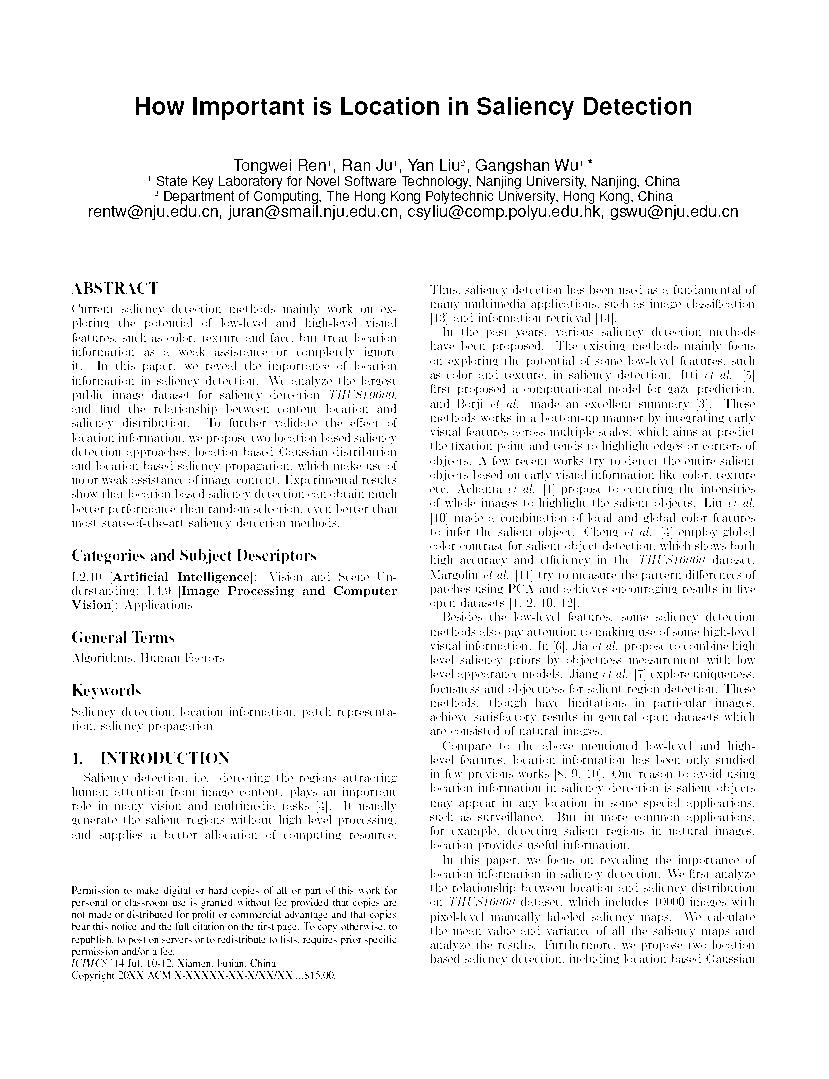 How Important is Location in Saliency Detection
Tongwei Ren¹, Ran Ju¹, Yan Liu², Gangshan Wu¹ *
¹ State Key Laboratory for Novel Software Technology, Nanjing University, Nanjing, China
² Department of Computing, The Hong Kong Polytechnic University, Hong Kong, China
rentw@nju.edu.cn, juran@smail.nju.edu.cn, csyliu@comp.polyu.edu.hk, gswu@nju.edu.cn
ABSTRACT
Current saliency detection methods mainly work on ex-
ploring the potential of low-level and high-level visual
features, such as color, texture and face, but treat location
information as a weak assistance or completely ignore
it. In this paper, we reveal the importance of location
information in saliency detection. We analyze the largest
public image dataset for saliency detection THUS10000,
and find the relationship between content location and
saliency distribution. To further validate the effect of
location information, we propose two location based saliency
detection approaches, location based Gaussian distribution
and location based saliency propagation, which make use of
no or weak assistance of image content. Experimental results
show that location based saliency detection can obtain much
better performance than random selection, even better than
most state-of-the-art saliency detection methods.
Categories and Subject Descriptors
I.2.10 [Artificial Intelligence]: Vision and Scene Un-
derstanding; I.4.9 [Image Processing and Computer
Vision]: Applications
General Terms
Algorithms, Human Factors
Keywords
Saliency detection, location information, patch representa-
tion, saliency propagation
1. INTRODUCTION
Saliency detection, i.e. detecting the regions attracting
human attention from image content, plays an important
role in many vision and multimedia tasks [4]. It usually
generate the salient regions without high level processing,
and supplies a better allocation of computing resource.
Permission to make digital or hard copies of all or part of this work for
personal or classroom use is granted without fee provided that copies are
not made or distributed for profit or commercial advantage and that copies
bear this notice and the full citation on the first page. To copy otherwise, to
republish, to post on servers or to redistribute to lists, requires prior specific
permission and/or a fee.
ICIMCS '14 Jul. 10-12, Xiamen, Fujian, China
Copyright 20XX ACM X-XXXXX-XX-X/XX/XX ...$15.00.
Thus, saliency detection has been used as a fundamental of
many multimedia applications, such as image classification
[13] and information retrieval [14].
In the past years, various saliency detection methods
have been proposed. The existing methods mainly focus
on exploring the potential of some low-level features, such
as color and texture, in saliency detection. Itti et al. [5]
first proposed a computational model for gaze prediction,
and Borji et al. made an excellent summary [3]. These
methods works in a bottom-up manner by integrating early
visual features across multiple scales, which aims at predict
the fixation point and tends to highlight edges or corners of
objects. A few recent works try to detect the entire salient
objects based on early visual information like color, texture
etc. Achanta et al. [1] propose to centering the intensities
of whole images to highlight the salient objects. Liu et al.
[10] made a combination of local and global color features
to infer the salient object. Cheng et al. [4] employ global
color contrast for salient object detection, which shows both
high accuracy and efficiency in the THUS10000 dataset.
Margolin et al. [11] try to measure the pattern differences of
patches using PCA and achieves encouraging results in five
open datasets [1, 2, 10, 12].
Besides the low-level features, some saliency detection
methods also pay attention to making use of some high-level
visual information. In [6], Jia et al. propose to combine high
level saliency priors by objectness measurement with low
level appearance models. Jiang et al. [7] explore uniqueness,
focusness and objectness for salient region detection. These
methods, though have limitations in particular images,
achieve satisfactory results in general open datasets which
are consisted of natural images.
Compare to the above mentioned low-level and high-
level features, location information has been only studied
in few previous works [8, 9, 10]. One reason to avoid using
location information in saliency detection is salient objects
may appear in any location in some special applications,
such as surveillance. But in more common applications,
for example, detecting salient regions in natural images,
location provides useful information.
In this paper, we focus on revealing the importance of
location information in saliency detection. We first analyze
the relationship between location and saliency distribution
on THUS10000 dataset, which includes 10000 images with
pixel-level manually labeled saliency maps. We calculate
the mean value and variance of all the saliency maps and
analyze the results. Furthermore, we propose two location
based saliency detection, including location based Gaussian